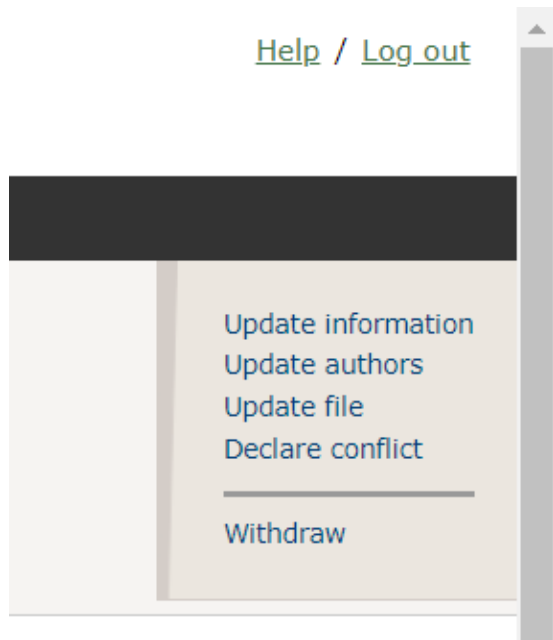 Help / Log out
Update information
Update authors
Update file
Declare conflict
Withdraw